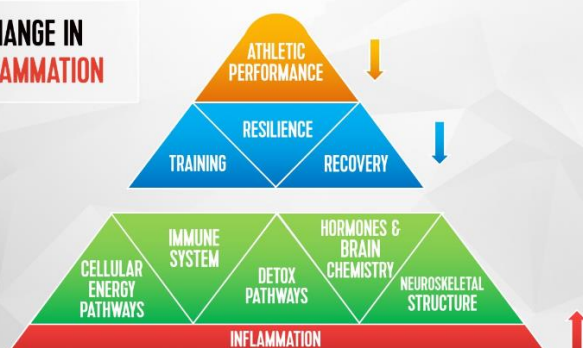 HANGE IN
AMMATION
ATHLETIC
PERFORMANCE
RESILIENCE
TRAINING
RECOVERY
IMMUNE
SYSTEM
HORMONES &
BRAIN
CHEMISTRY
CELLULAR
ENERGY
PATHWAYS
DETOX
PATHWAYS
NEUROSKELETAL
STRUCTURE
INFLAMMATION